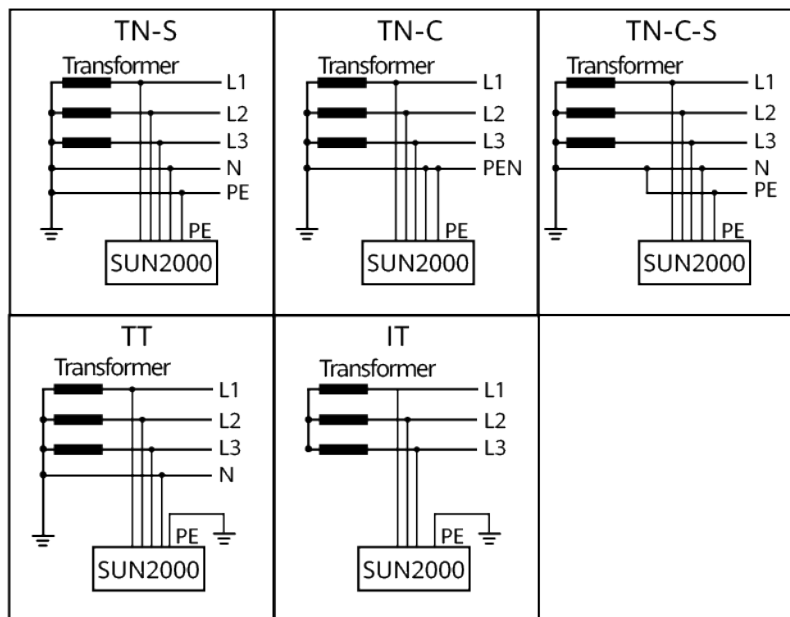 TN-S
Transformer
L1
L2
L3
N
PE
PE
SUN2000
TN-C
Transformer
L1
L2
L3
PEN
PE
SUN2000
TN-C-S
Transformer
L1
L2
L3
N
PE
PE
SUN2000
TT
Transformer
L1
L2
L3
N
PE
SUN2000
IT
Transformer
L1
L2
L3
PE
SUN2000